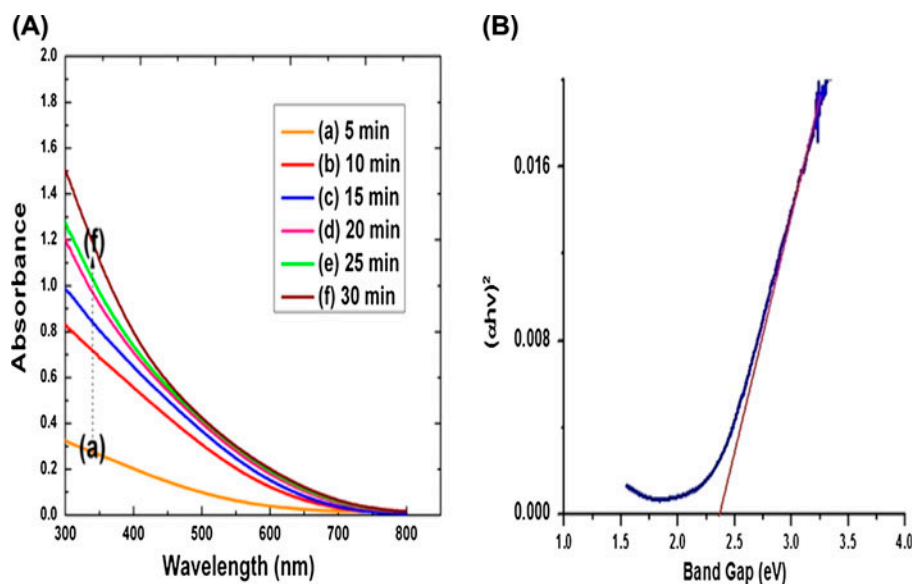 (A)
2.0
1.8
1.6
1.4
1.2
1.0
0.8
0.6
0.4
0.2
0.0
Absorbance
(a) 5 min
(b) 10 min
(c) 15 min
(d) 20 min
(e) 25 min
(f) 30 min
(f)
(a)
300 400 500 600 700 800
Wavelength (nm)
(B)
0.016
0.008
0.000
(αhν)²
1.0 1.5 2.0 2.5 3.0 3.5 4.0
Band Gap (eV)